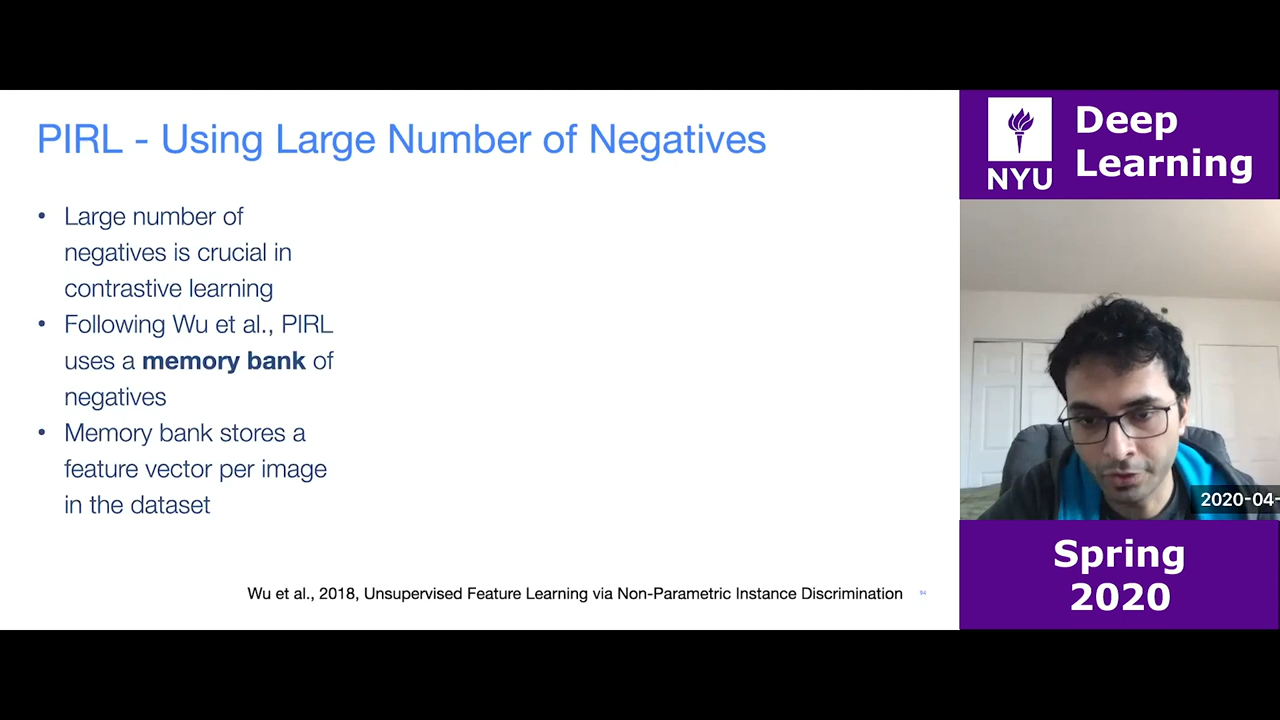 PIRL - Using Large Number of Negatives
• Large number of
negatives is crucial in
contrastive learning
• Following Wu et al., PIRL
uses a memory bank of
negatives
• Memory bank stores a
feature vector per image
in the dataset
Wu et al., 2018, Unsupervised Feature Learning via Non-Parametric Instance Discrimination
NYU
Deep
Learning
2020-04-
Spring
2020